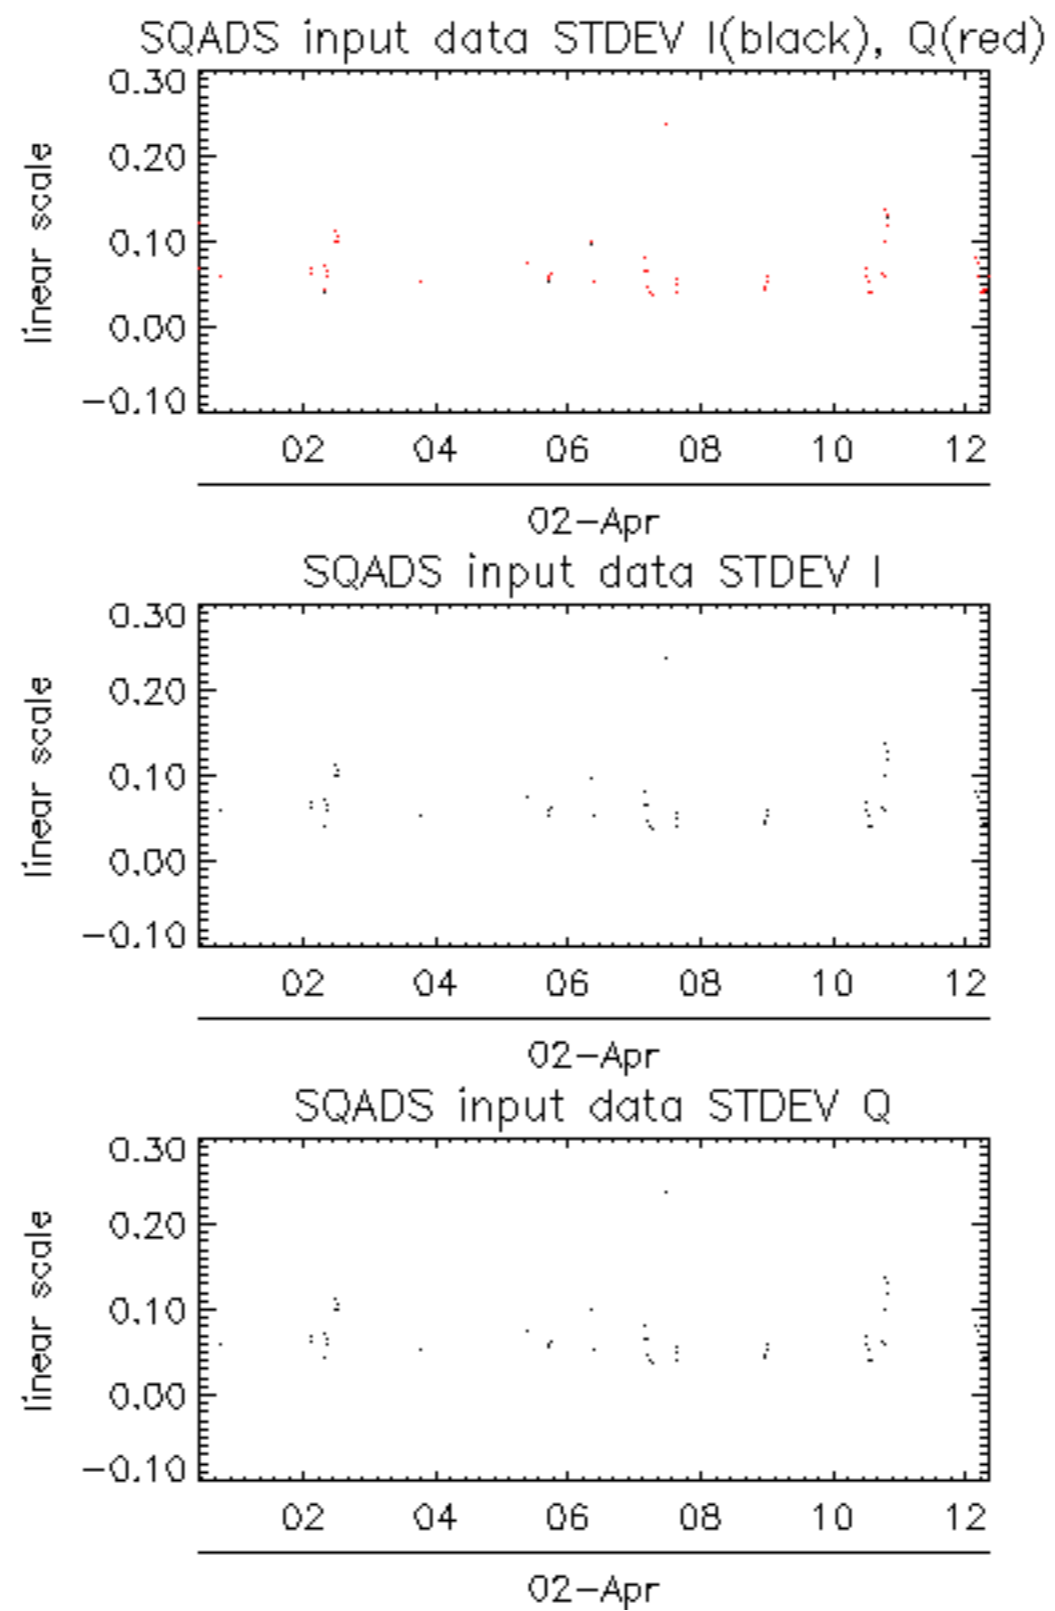 SQADS input data STDEV I(black), Q(red)
0.30
0.20
0.10
0.00
−0.10
linear scale
02 04 06 08 10 12
02−Apr
SQADS input data STDEV I
0.30
0.20
0.10
0.00
−0.10
linear scale
02 04 06 08 10 12
02−Apr
SQADS input data STDEV Q
0.30
0.20
0.10
0.00
−0.10
linear scale
02 04 06 08 10 12
02−Apr